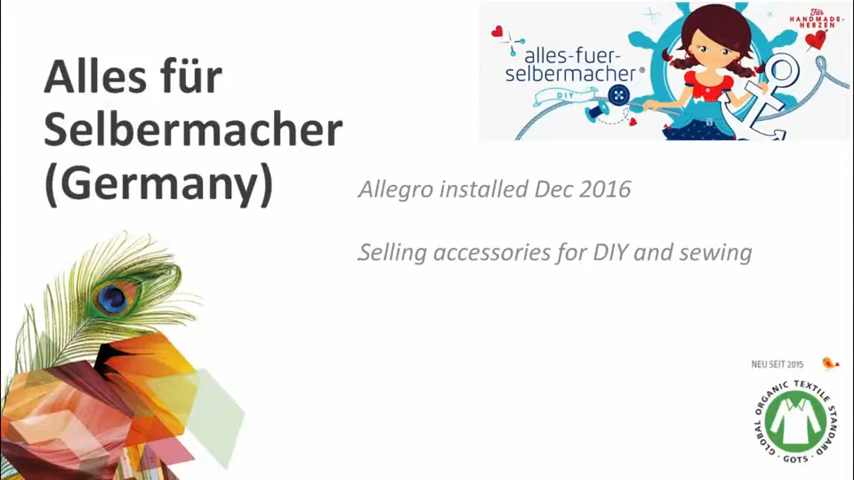 Alles für
Selbermacher
(Germany)
Für
HANDMADE-
HERZEN
alles-fuer-
selbermacher®
DIY
Allegro installed Dec 2016
Selling accessories for DIY and sewing
NEU SEIT 2015
GLOBAL ORGANIC TEXTILE STANDARD
· GOTS ·